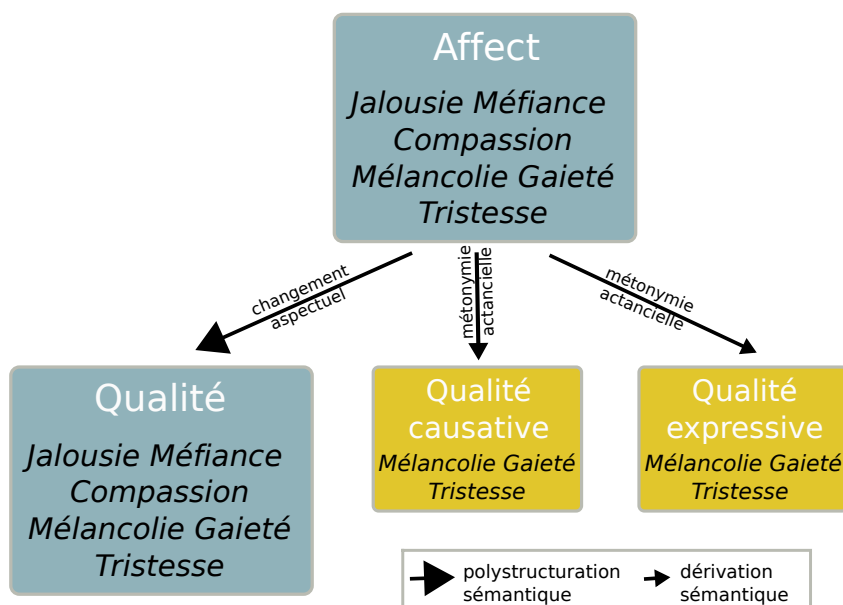 Affect
Jalousie Méfiance
Compassion
Mélancolie Gaieté
Tristesse
changement
aspectuel
métonymie
actancielle
métonymie
actancielle
Qualité
Jalousie Méfiance
Compassion
Mélancolie Gaieté
Tristesse
Qualité
causative
Mélancolie Gaieté
Tristesse
Qualité
expressive
Mélancolie Gaieté
Tristesse
polystructuration
sémantique
dérivation
sémantique